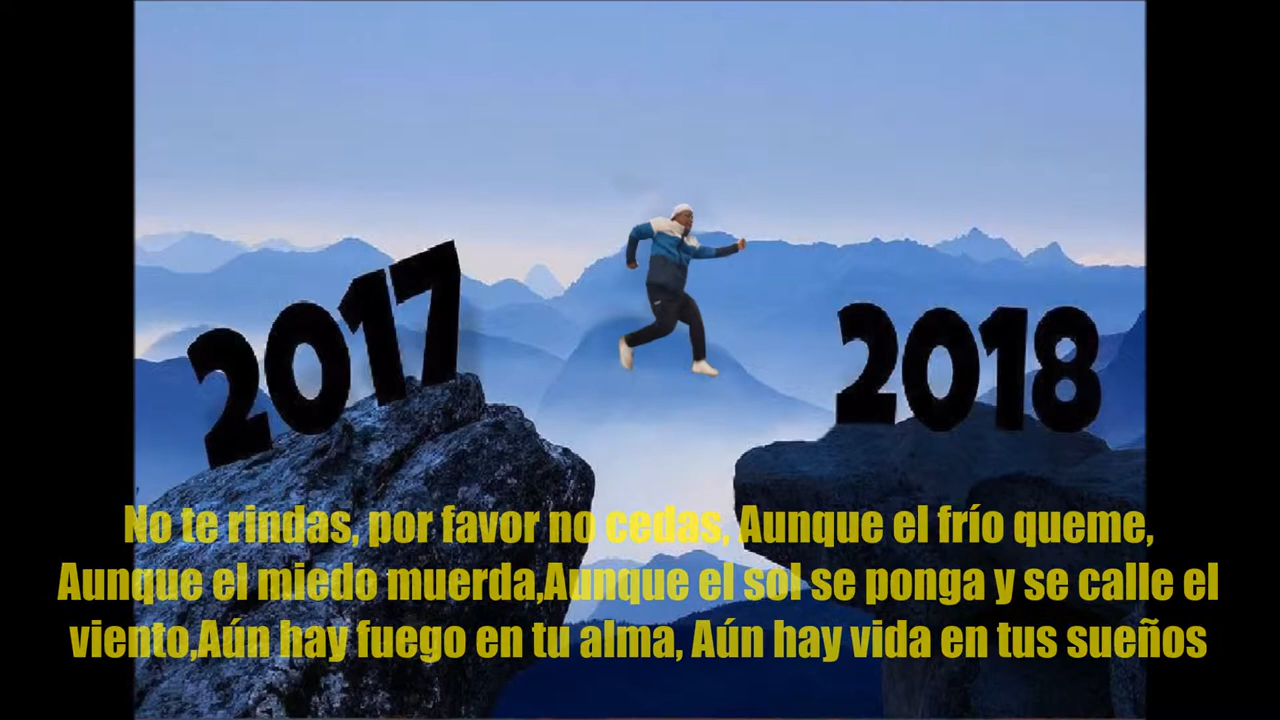 2017
2018
No te rindas, por favor no cedas, Aunque el frío queme,
Aunque el miedo muerda,Aunque el sol se ponga y se calle el
viento,Aún hay fuego en tu alma, Aún hay vida en tus sueños